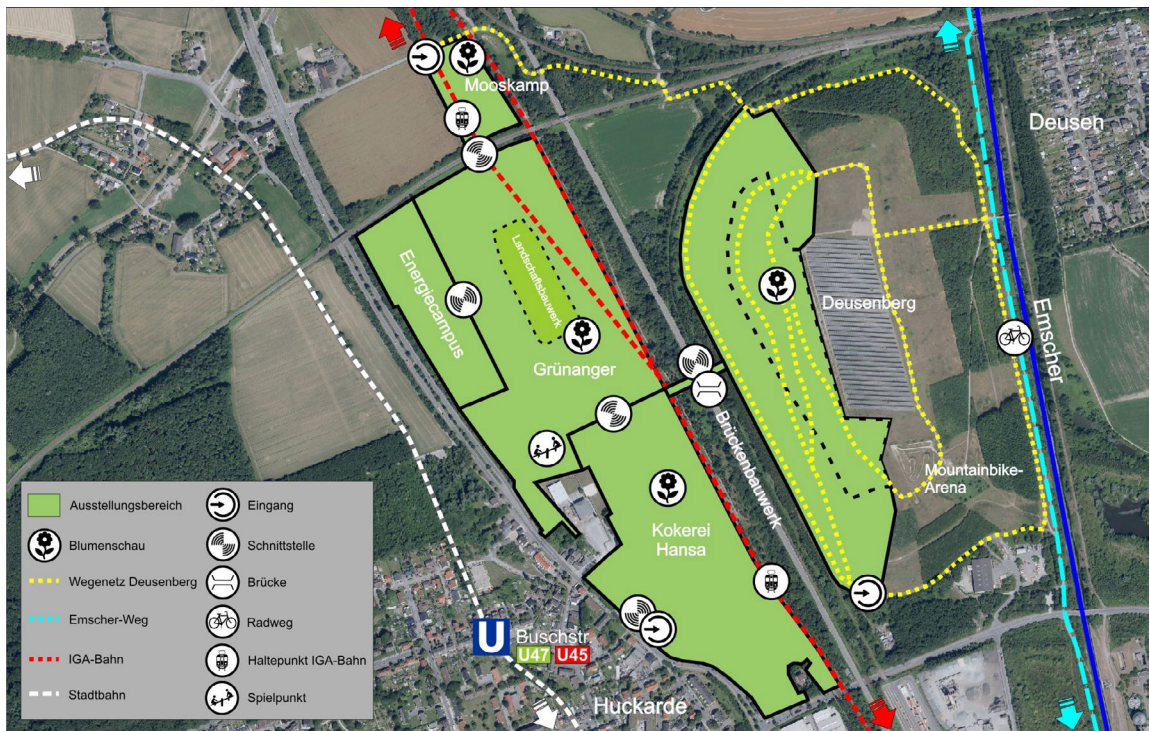 Mooskamp
Deuseh
Energiecampus
Landschaftsbauwerk
Grünanger
Deusenberg
Emscher
Brückenbauwerk
Mountainbike-
Arena
Kokerei
Hansa
U
Buschstr.
U47 U45
Huckarde
Ausstellungsbereich
Blumenschau
Wegenetz Deusenberg
Emscher-Weg
IGA-Bahn
Stadtbahn
Eingang
Schnittstelle
Brücke
Radweg
Haltepunkt IGA-Bahn
Spielpunkt